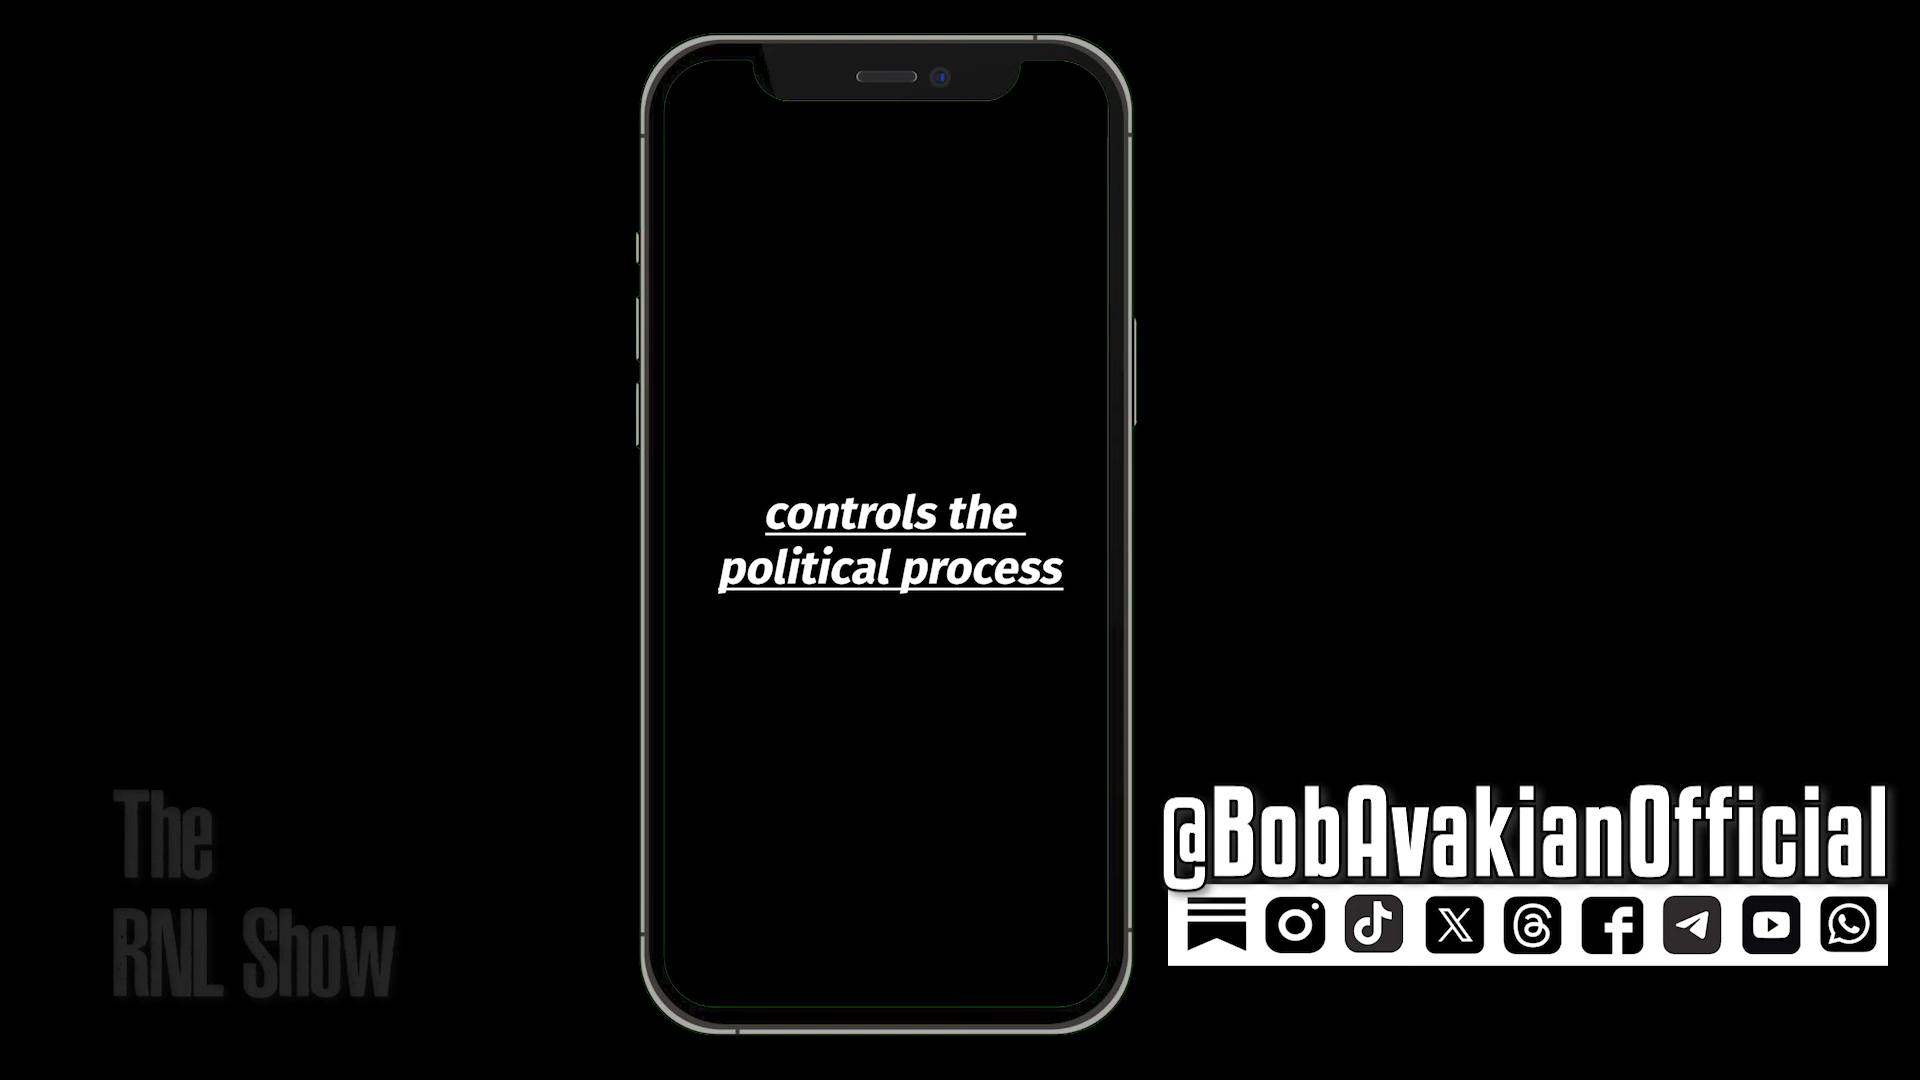 controls the
political process
The
RNL Show
@BobAvakianOfficial